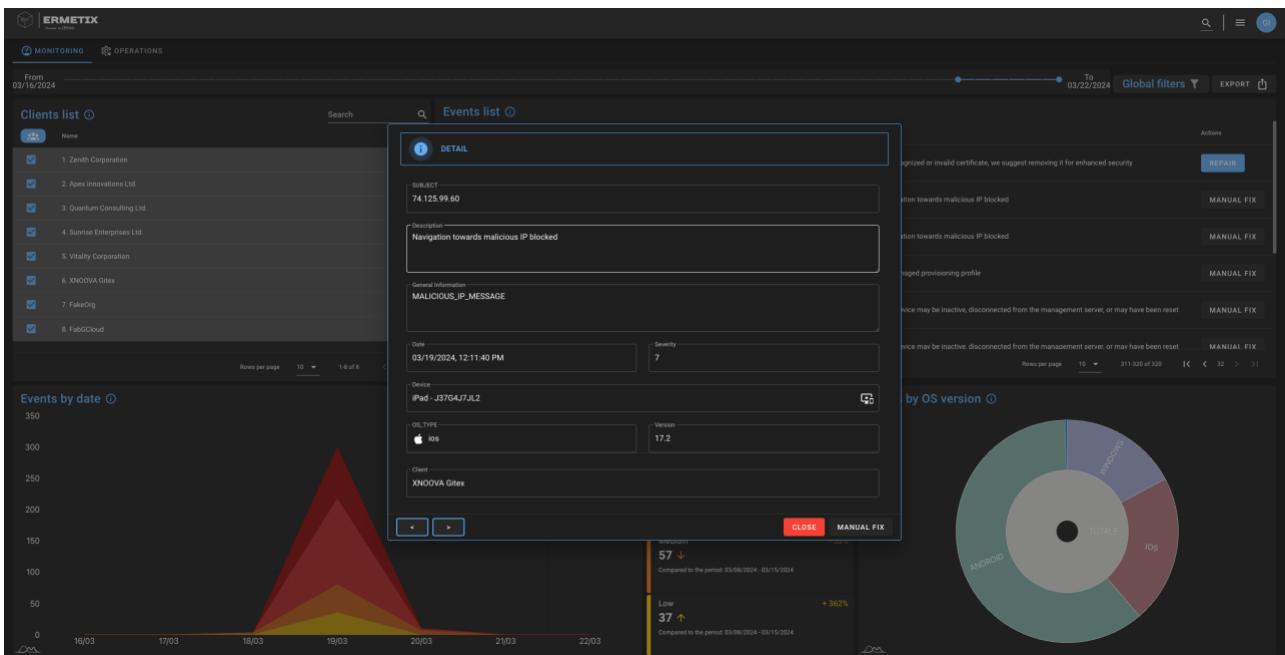 ERMETIX
GI
MONITORING
OPERATIONS
From
03/16/2024
To
03/22/2024
Global filters
EXPORT
Clients list
Search
Name
1. Zenith Corporation
2. Apex Innovations Ltd.
3. Quantum Consulting Ltd.
4. Sunrise Enterprises Ltd.
5. Vitality Corporation
6. XNOOVA Gitex
7. FakeOrg
8. FabGCloud
Rows per page 10 1-8 of 8
Events list
Actions
ognized or invalid certificate, we suggest removing it for enhanced security
REPAIR
ation towards malicious IP blocked
MANUAL FIX
ation towards malicious IP blocked
MANUAL FIX
naged provisioning profile
MANUAL FIX
vice may be inactive, disconnected from the management server, or may have been reset
MANUAL FIX
vice may be inactive, disconnected from the management server, or may have been reset
MANUAL FIX
Rows per page 10 311-320 of 320 32
DETAIL
SUBJECT
74.125.99.60
Description
Navigation towards malicious IP blocked
General Information
MALICIOUS_IP_MESSAGE
Date
03/19/2024, 12:11:40 PM
Severity
7
Device
iPad - J37G4J7JL2
OS_TYPE
ios
Version
17.2
Client
XNOOVA Gitex
<
>
CLOSE
MANUAL FIX
Events by date
350
300
250
200
150
100
50
0
16/03 17/03 18/03 19/03 20/03 21/03 22/03
Medium
57
Compared to the period: 03/08/2024 - 03/15/2024
Low
+ 362%
37
Compared to the period: 03/08/2024 - 03/15/2024
by OS version
WINDOWS
IOS
ANDROID
TOTALE